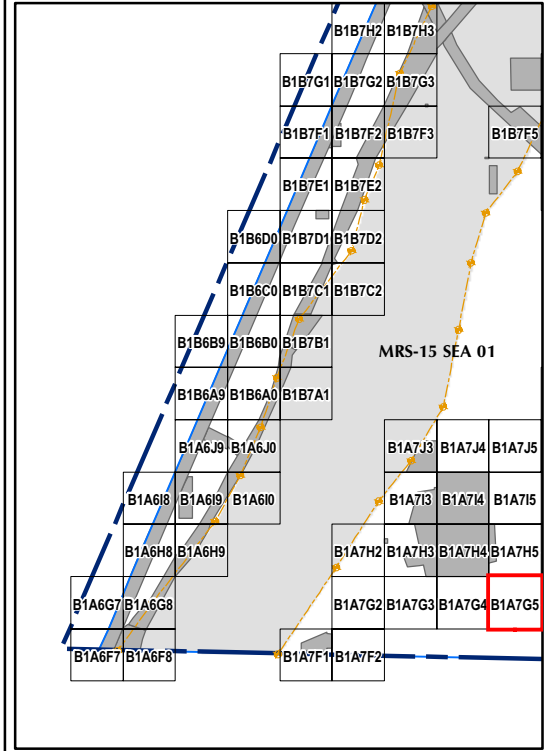 B1B7H2 B1B7H3
B1B7G1 B1B7G2 B1B7G3
B1B7F1 B1B7F2 B1B7F3 B1B7F5
B1B7E1 B1B7E2
B1B6D0 B1B7D1 B1B7D2
B1B6C0 B1B7C1 B1B7C2
B1B6B9 B1B6B0 B1B7B1
MRS-15 SEA 01
B1B6A9 B1B6A0 B1B7A1
B1A6J9 B1A6J0 B1A7J3 B1A7J4 B1A7J5
B1A6I8 B1A6I9 B1A6I0 B1A7I3 B1A7I4 B1A7I5
B1A6H8 B1A6H9 B1A7H2 B1A7H3 B1A7H4 B1A7H5
B1A6G7 B1A6G8 B1A7G2 B1A7G3 B1A7G4 B1A7G5
B1A6F7 B1A6F8 B1A7F1 B1A7F2